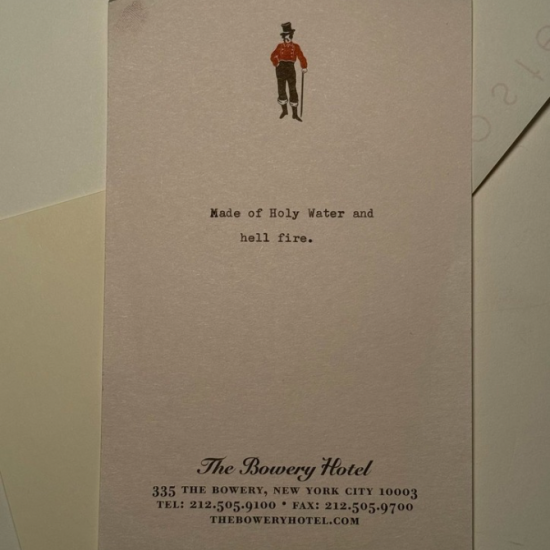 Made of Holy Water and
hell fire.
The Bowery Hotel
335 THE BOWERY, NEW YORK CITY 10003
TEL: 212.505.9100 * FAX: 212.505.9700
THEBOWERYHOTEL.COM